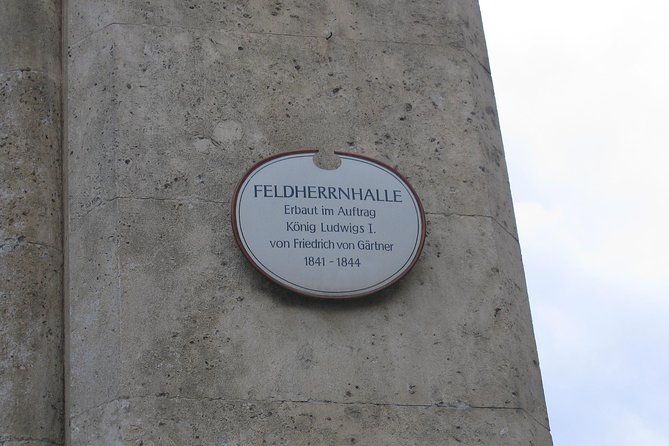 FELDHERRNHALLE
Erbaut im Auftrag
König Ludwigs I.
von Friedrich von Gärtner
1841 - 1844